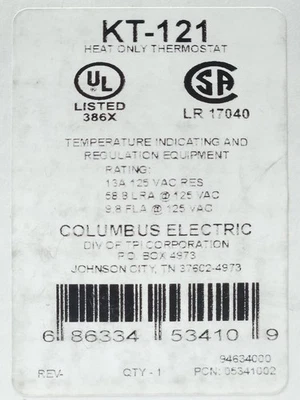 KT-121
HEAT ONLY THERMOSTAT
UL
LISTED
386X
SA
LR 17040
TEMPERATURE INDICATING AND
REGULATION EQUIPMENT
RATING:
13A 125 VAC RES
58.8 LRA @ 125 VAC
9.8 FLA @ 125 VAC
COLUMBUS ELECTRIC
DIV OF TPI CORPORATION
P.O. BOX 4973
JOHNSON CITY, TN 37602-4973
6 86334 53410 9
94634000
REV- QTY - 1 PCN: 05341002